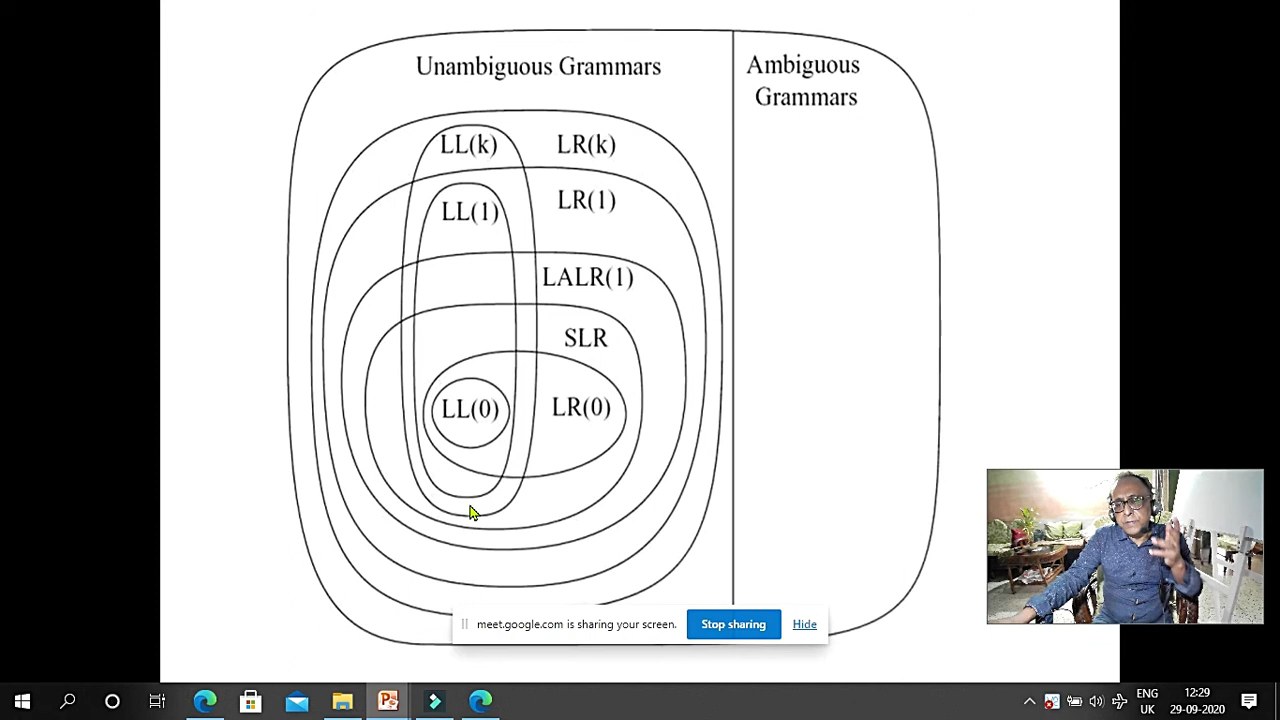 Unambiguous Grammars
Ambiguous
Grammars
LL(k)
LR(k)
LL(1)
LR(1)
LALR(1)
SLR
LL(0)
LR(0)
meet.google.com is sharing your screen.
Stop sharing
Hide
ENG
UK
12:29
29-09-2020